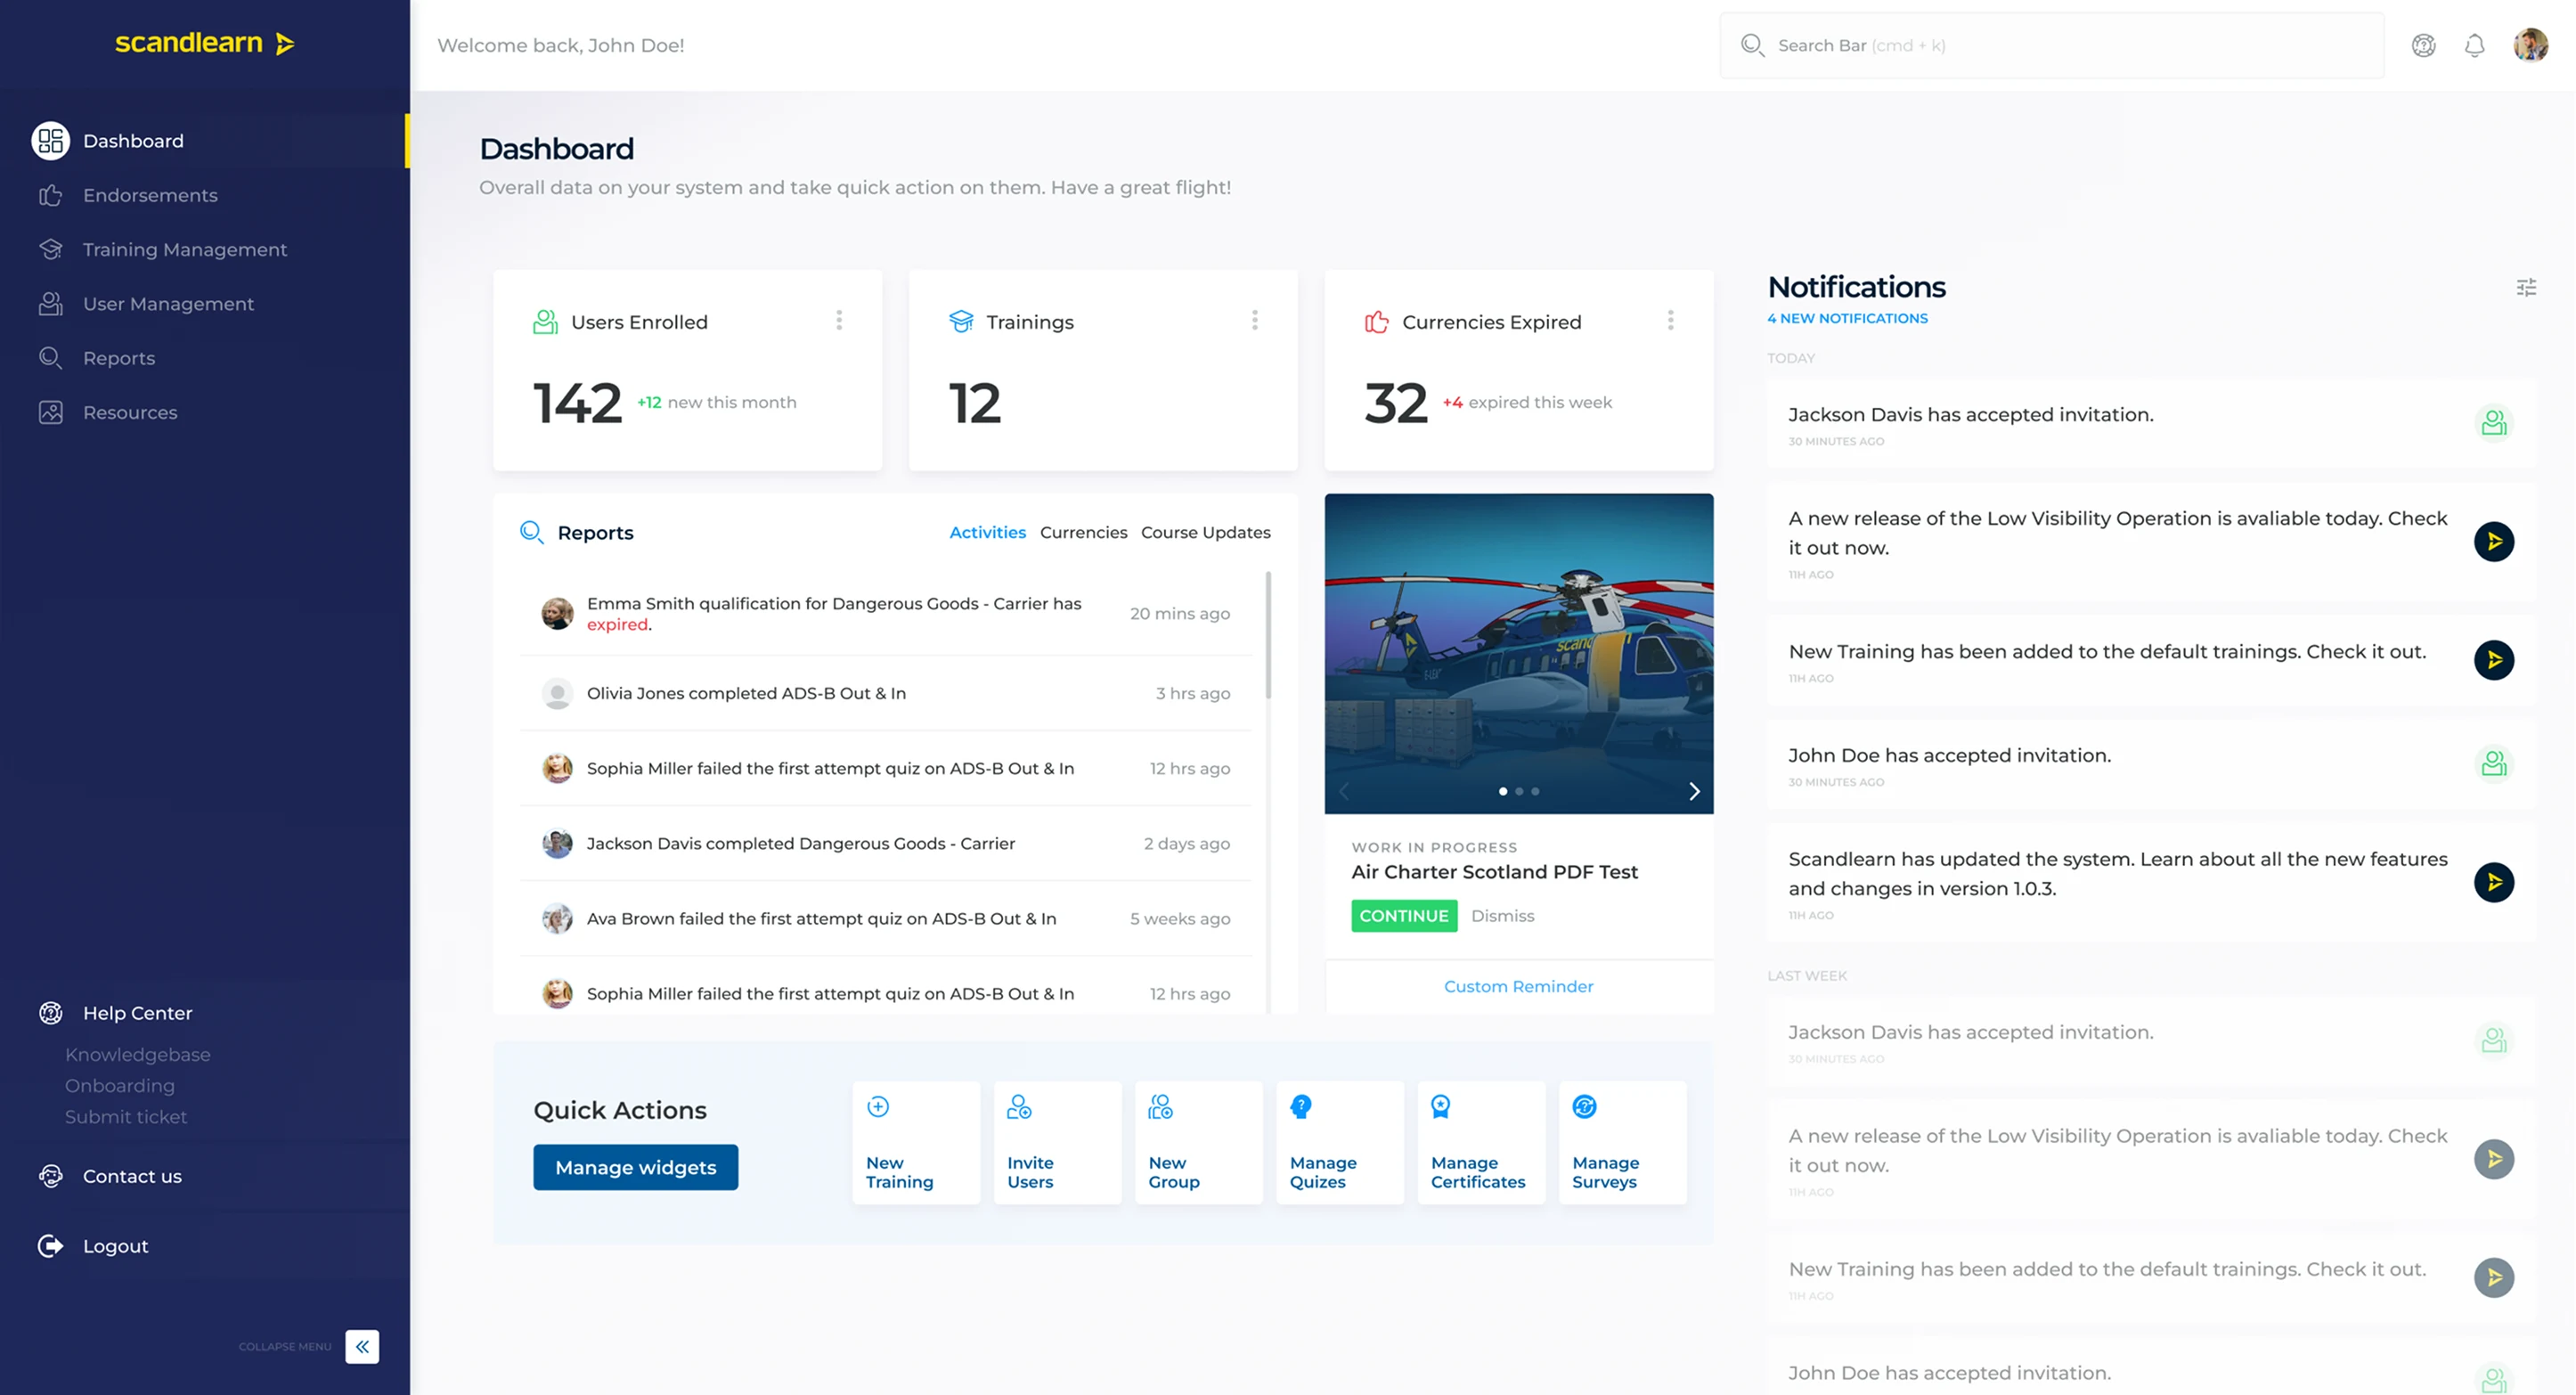 scandlearn
Dashboard
Endorsements
Training Management
User Management
Reports
Resources
Help Center
Knowledgebase
Onboarding
Submit ticket
Contact us
Logout
COLLAPSE MENU
Welcome back, John Doe!
Search Bar (cmd + k)
Dashboard
Overall data on your system and take quick action on them. Have a great flight!
Users Enrolled
142 +12 new this month
Trainings
12
Currencies Expired
32 +4 expired this week
Reports
Activities Currencies Course Updates
Emma Smith qualification for Dangerous Goods - Carrier has
expired.
20 mins ago
Olivia Jones completed ADS-B Out & In
3 hrs ago
Sophia Miller failed the first attempt quiz on ADS-B Out & In
12 hrs ago
Jackson Davis completed Dangerous Goods - Carrier
2 days ago
Ava Brown failed the first attempt quiz on ADS-B Out & In
5 weeks ago
Sophia Miller failed the first attempt quiz on ADS-B Out & In
12 hrs ago
WORK IN PROGRESS
Air Charter Scotland PDF Test
CONTINUE Dismiss
Custom Reminder
Quick Actions
Manage widgets
New
Training
Invite
Users
New
Group
Manage
Quizes
Manage
Certificates
Manage
Surveys
Notifications
4 NEW NOTIFICATIONS
TODAY
Jackson Davis has accepted invitation.
30 MINUTES AGO
A new release of the Low Visibility Operation is avaliable today. Check
it out now.
11H AGO
New Training has been added to the default trainings. Check it out.
11H AGO
John Doe has accepted invitation.
30 MINUTES AGO
Scandlearn has updated the system. Learn about all the new features
and changes in version 1.0.3.
11H AGO
LAST WEEK
Jackson Davis has accepted invitation.
30 MINUTES AGO
A new release of the Low Visibility Operation is avaliable today. Check
it out now.
11H AGO
New Training has been added to the default trainings. Check it out.
11H AGO
John Doe has accepted invitation.